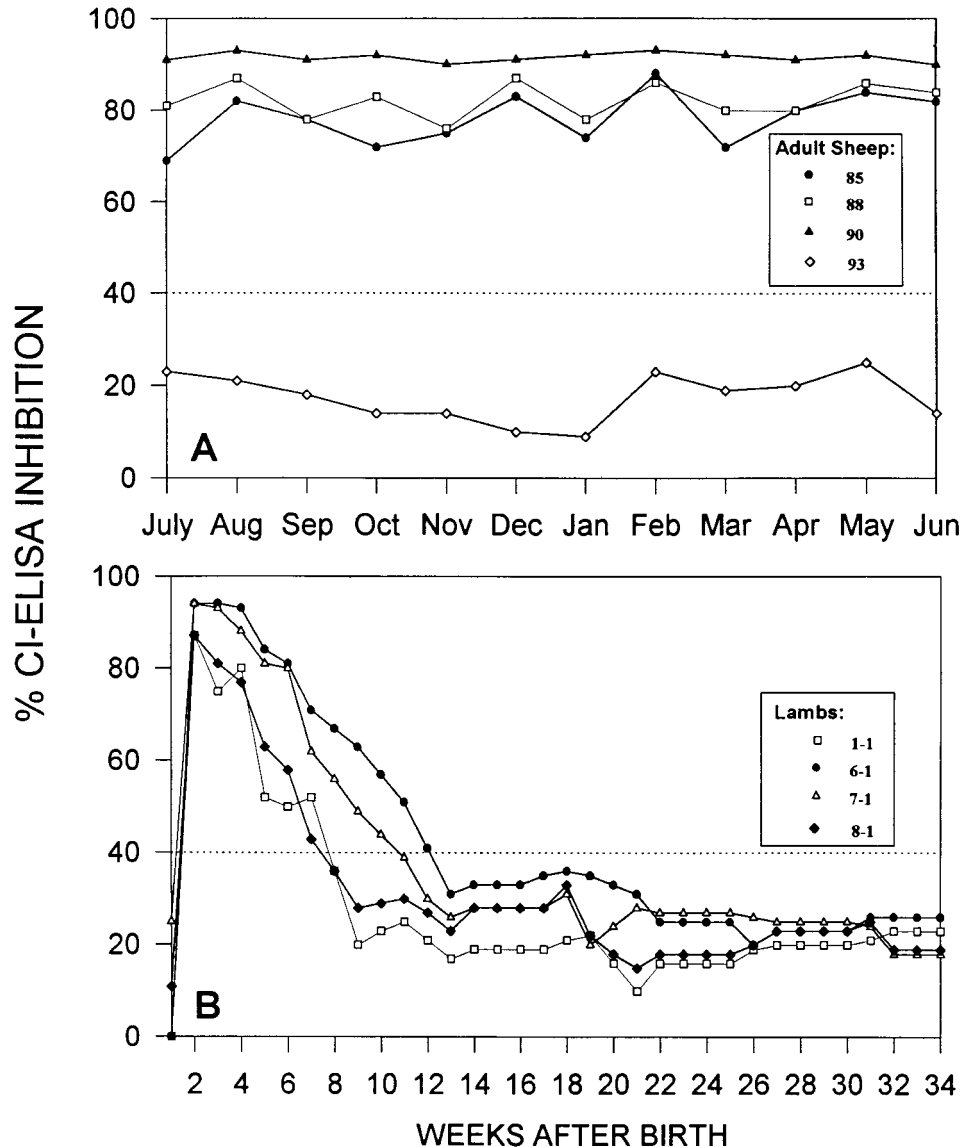 % CI-ELISA INHIBITION
100
80
60
40
20
0
Adult Sheep:
85
88
90
93
A
July Aug Sep Oct Nov Dec Jan Feb Mar Apr May Jun
100
80
60
40
20
0
Lambs:
1-1
6-1
7-1
8-1
B
2 4 6 8 10 12 14 16 18 20 22 24 26 28 30 32 34
WEEKS AFTER BIRTH